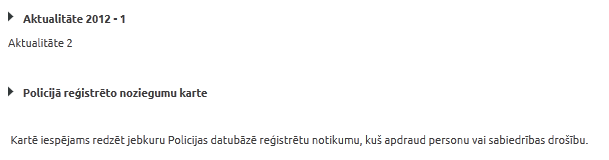 Aktualitāte 2012 - 1
Aktualitāte 2
Policijā reģistrēto noziegumu karte
Kartē iespējams redzēt jebkuru Policijas datubāzē reģistrētu notikumu, kuš apdraud personu vai sabiedrības drošību.